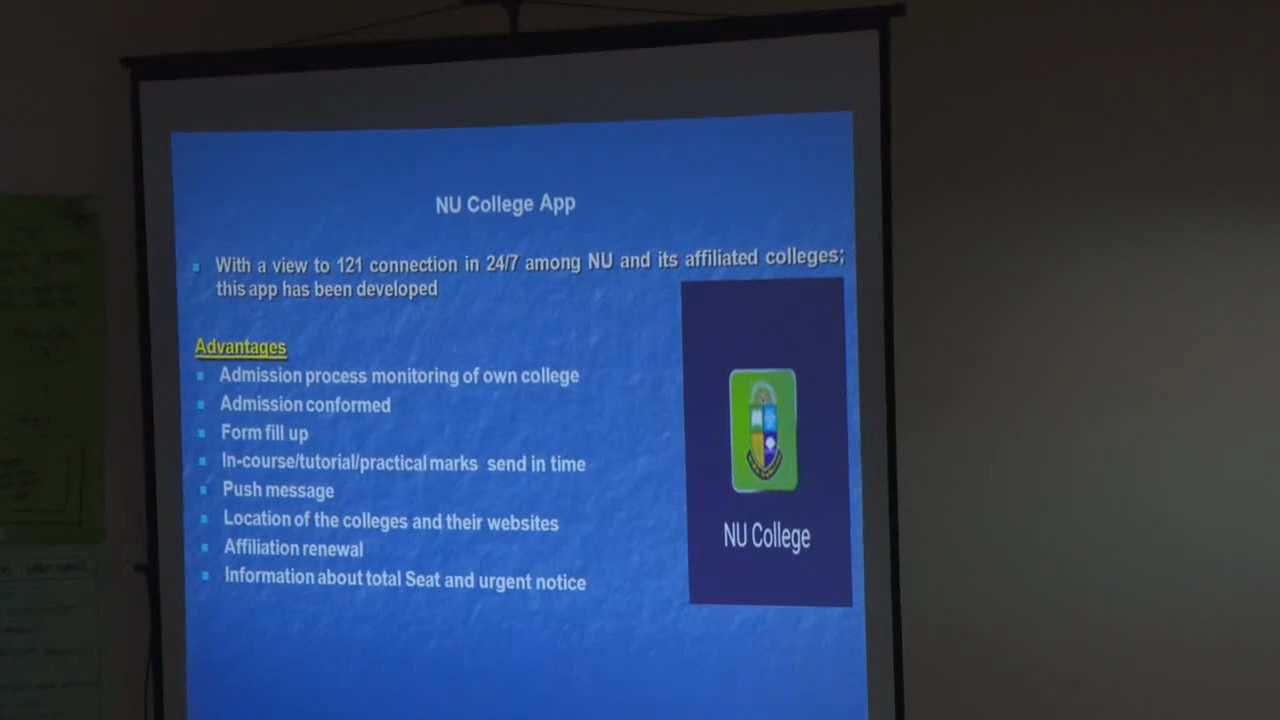 NU College App
With a view to 121 connection in 24/7 among NU and its affiliated colleges;
this app has been developed
Advantages
Admission process monitoring of own college
Admission conformed
Form fill up
In-course/tutorial/practical marks send in time
Push message
Location of the colleges and their websites
Affiliation renewal
Information about total Seat and urgent notice
NU College